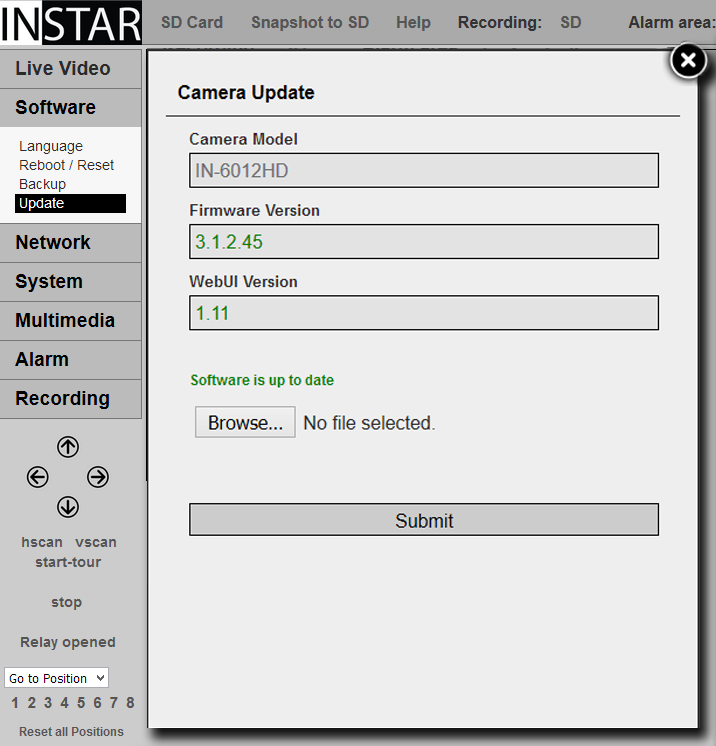 INSTAR SD Card Snapshot to SD Help Recording: SD Alarm area:
Live Video
Software
Language
Reboot / Reset
Backup
Update
Network
System
Multimedia
Alarm
Recording
hscan vscan
start-tour
stop
Relay opened
Go to Position
1 2 3 4 5 6 7 8
Reset all Positions
Camera Update
Camera Model
IN-6012HD
Firmware Version
3.1.2.45
WebUI Version
1.11
Software is up to date
Browse... No file selected.
Submit